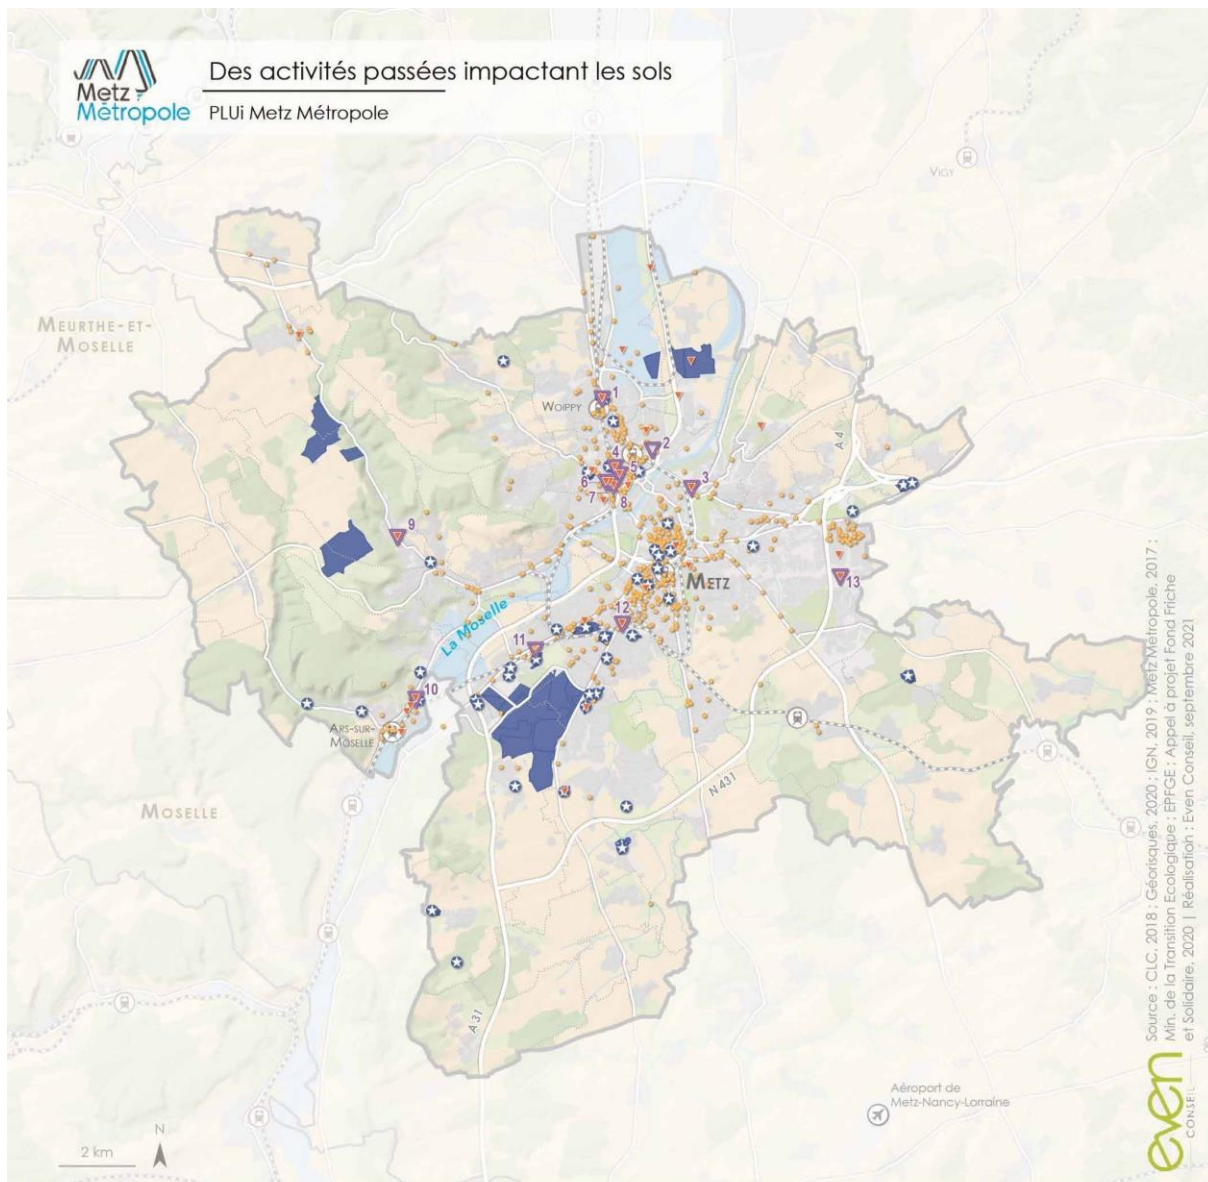 Metz
Métropole
Des activités passées impactant les sols
PLUi Metz Métropole
VIGY
MEURTHE-ET-
MOSELLE
WOIPPY
1
2
3
4
5
6
7
8
9
10
11
12
13
A 4
METZ
La Moselle
ARS-SUR-
MOSELLE
MOSELLE
N 431
A 31
Aéroport de
Metz-Nancy-Lorraine
N
2 km
Source : CLC, 2018 ; Géorisques, 2020 ; IGN, 2019 ; Metz Métropole, 2017 ;
Min. de la Transition Ecologique ; EPFGE ; Appel à projet Fond Friche
et Solidaire, 2020 | Réalisation : Even Conseil, septembre 2021
even
CONSEIL